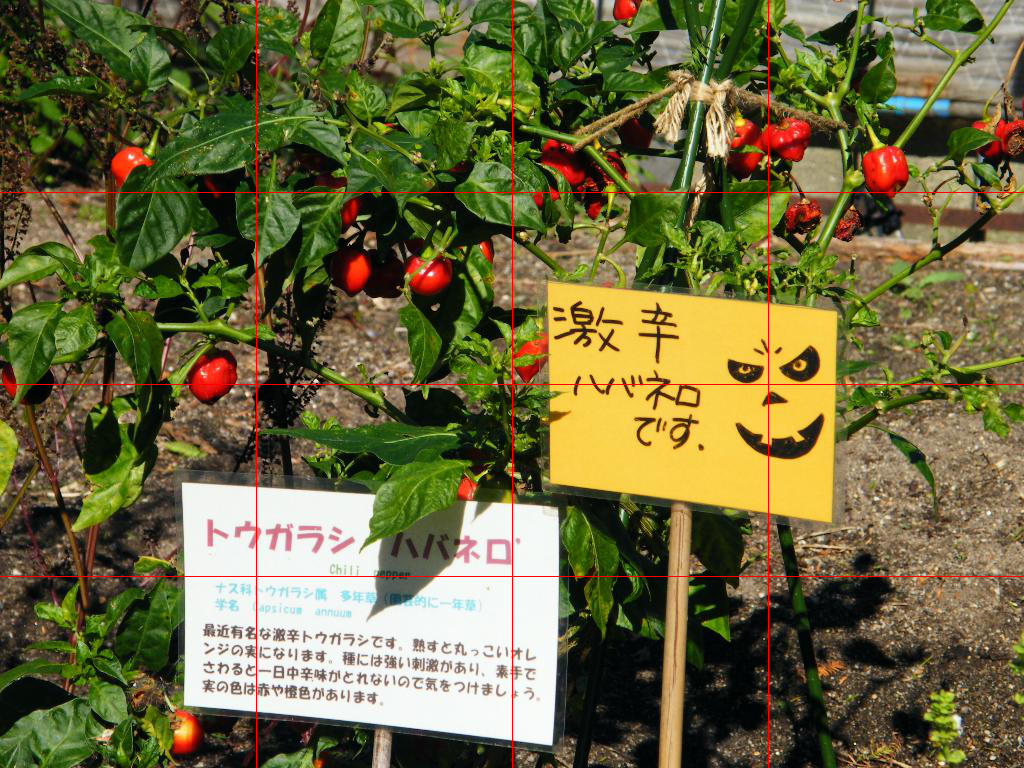 激辛
ハバネロ
です.
トウガラシ ハバネロ
Chili pepper
ナス科トウガラシ属 多年草(園芸的に一年草)
学名 Capsicum annuum
最近有名な激辛トウガラシです。熟すと丸っこいオレ
ンジの実になります。種には強い刺激があり、素手で
さわると一日中辛味がとれないので気をつけましょう。
実の色は赤や橙色があります。